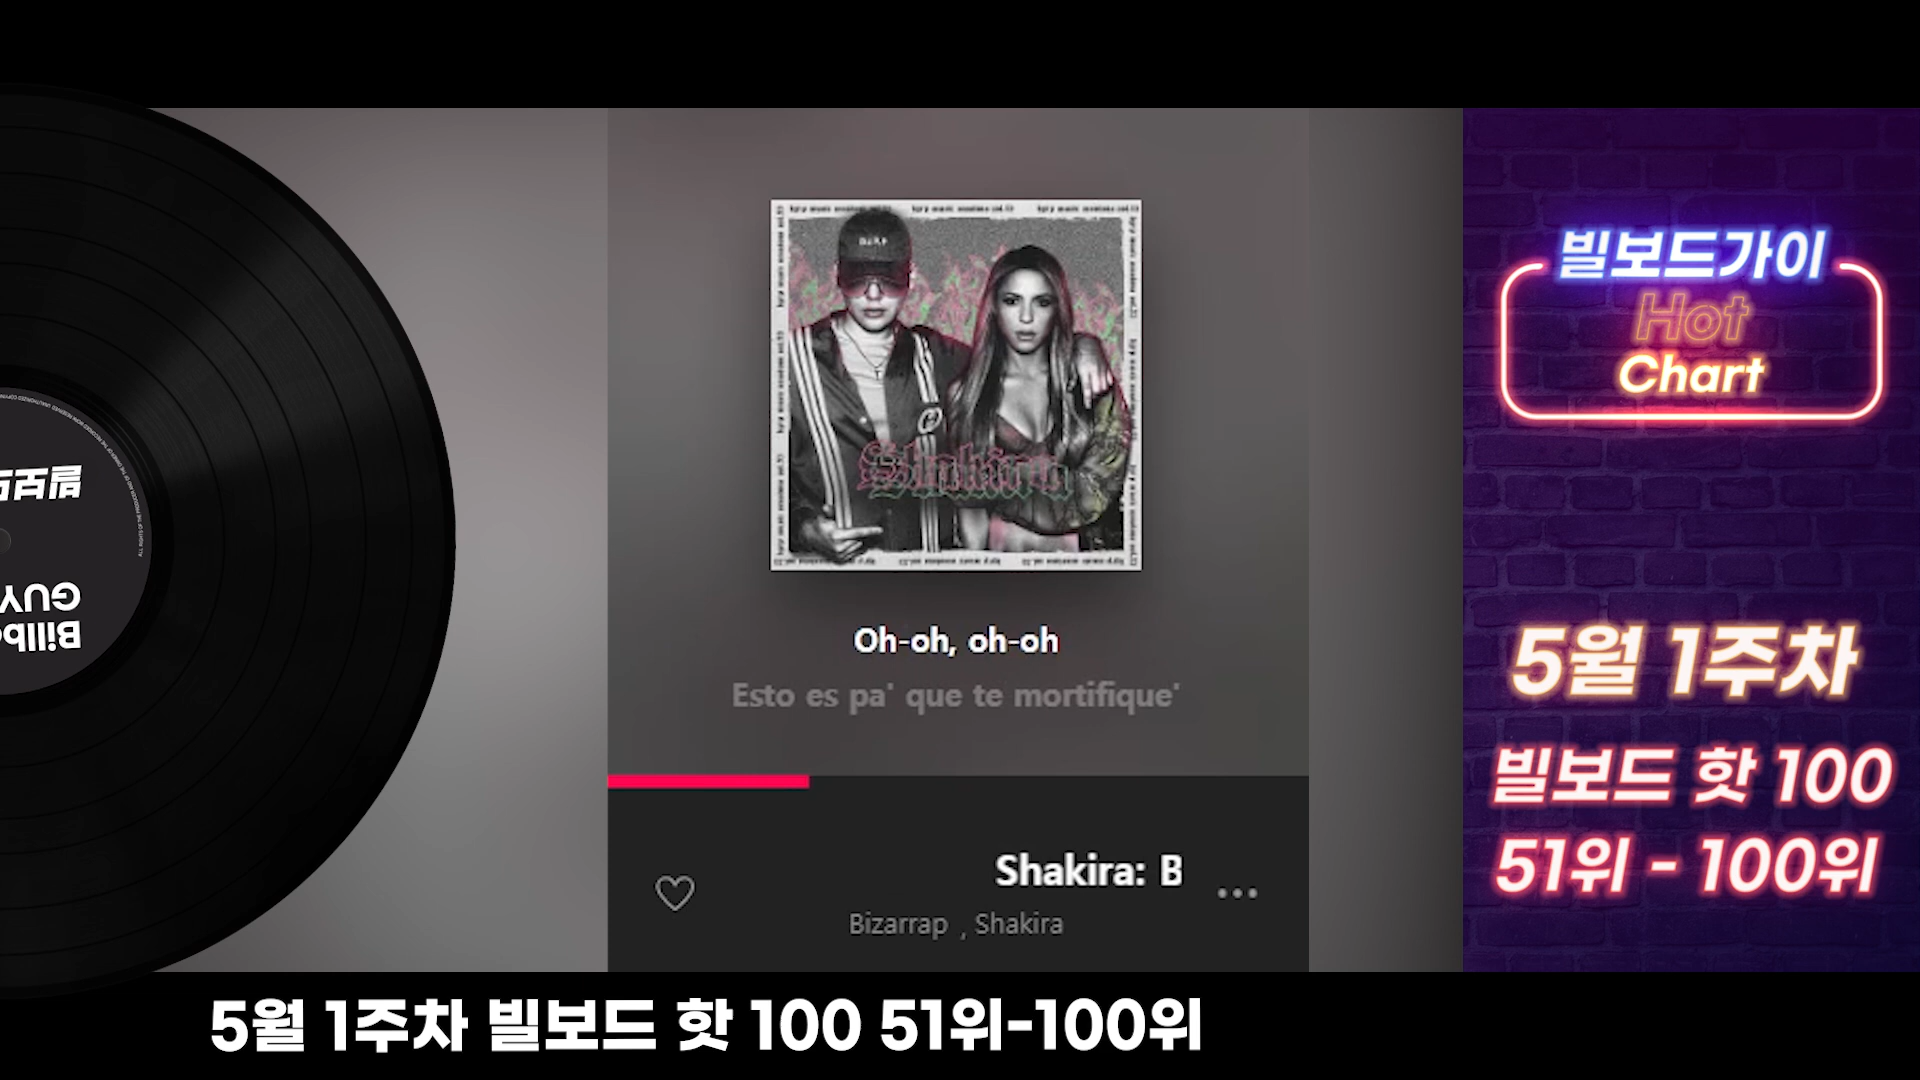 Shakira
Oh-oh, oh-oh
Esto es pa' que te mortifique'
Shakira: B
Bizarrap , Shakira
빌보드가이
Hot
Chart
5월 1주차
빌보드 핫 100
51위 - 100위
GUY
5월 1주차 빌보드 핫 100 51위-100위